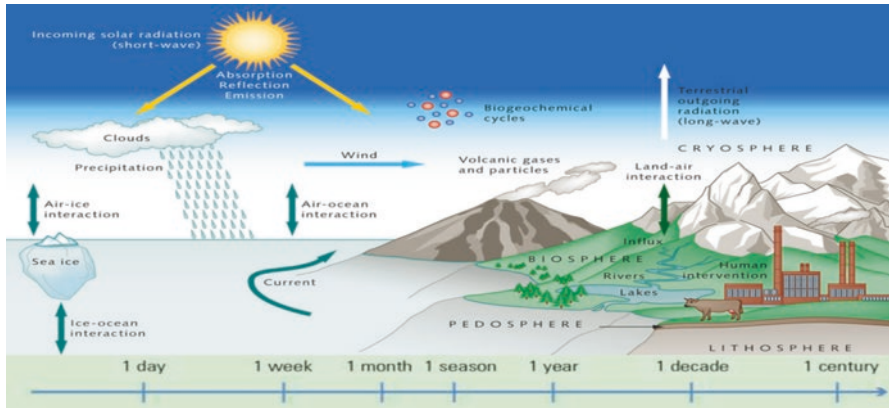 Incoming solar radiation
(short-wave)
Absorption
Reflection
Emission
Clouds
Precipitation
Wind
Biogeochemical
cycles
Terrestrial
outgoing
radiation
(long-wave)
CRYOSPHERE
Volcanic gases
and particles
Land-air
interaction
Air-ice
interaction
Air-ocean
interaction
Sea ice
Current
Ice-ocean
interaction
Influx
BIOSPHERE
Rivers
Lakes
Human
intervention
PEDOSPHERE
LITHOSPHERE
1 day
1 week
1 month
1 season
1 year
1 decade
1 century